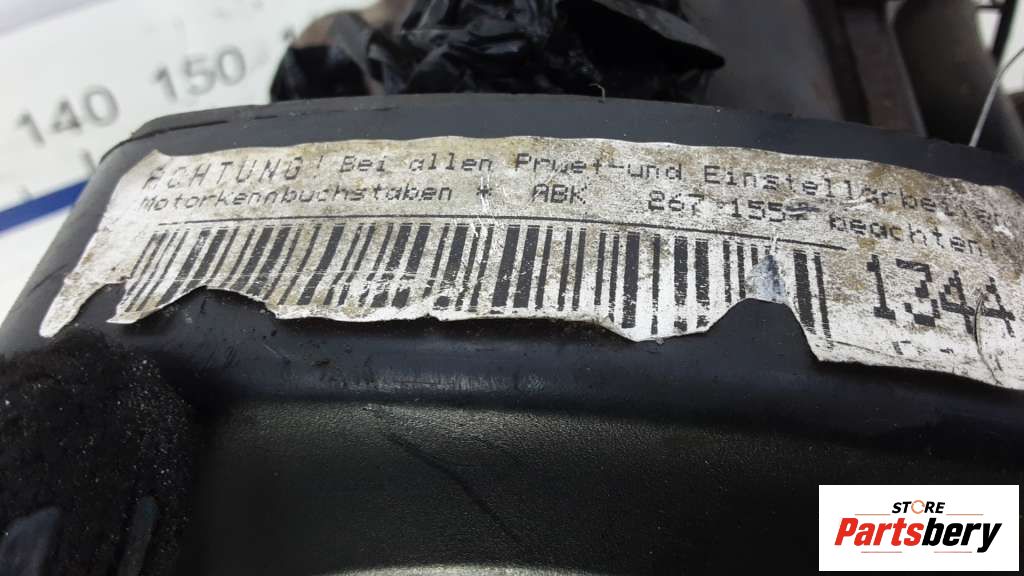 140 150
ACHTUNG! Bei allen Pruef-und Einstellarbeiten
Motorkennbuchstaben * ABK 267 155 beachten
1344
STORE
Partsbery